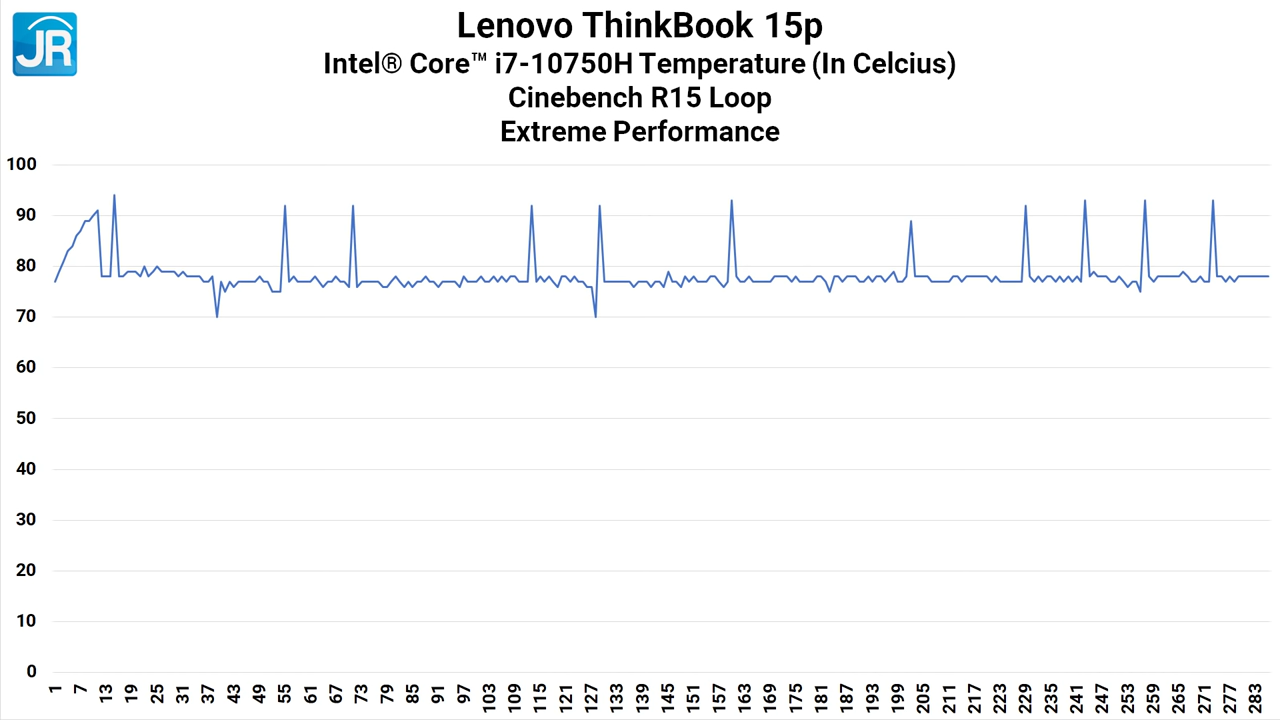 JR
Lenovo ThinkBook 15p
Intel® Core™ i7-10750H Temperature (In Celcius)
Cinebench R15 Loop
Extreme Performance
100
90
80
70
60
50
40
30
20
10
0
1 7 13 19 25 31 37 43 49 55 61 67 73 79 85 91 97 103 109 115 121 127 133 139 145 151 157 163 169 175 181 187 193 199 205 211 217 223 229 235 241 247 253 259 265 271 277 283